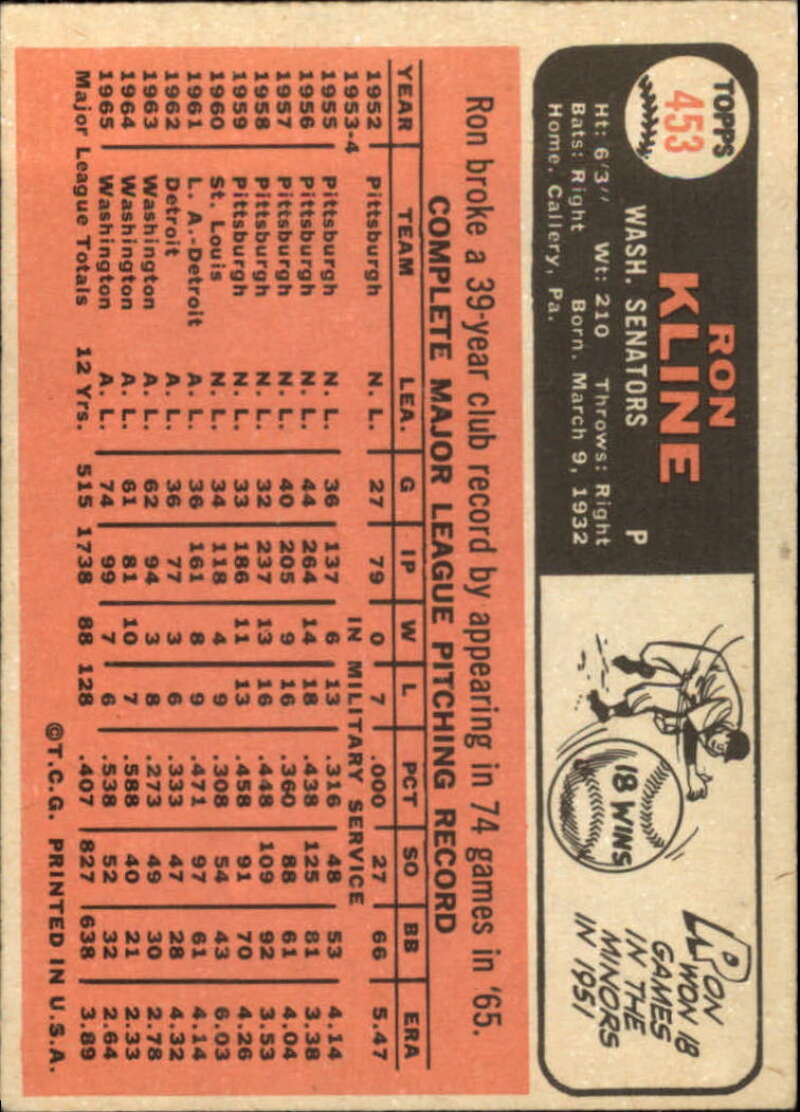 TOPPS
453
RON
KLINE
WASH. SENATORS P
Ht: 6'3" Wt: 210 Throws: Right
Bats: Right Born. March 9, 1932
Home. Callery, Pa.
18 WINS
RON
WON 18
GAMES
IN THE
MINORS
IN 1951
Ron broke a 39-year club record by appearing in 74 games in '65.
COMPLETE MAJOR LEAGUE PITCHING RECORD
YEAR TEAM LEA. G IP W L PCT SO BB ERA
1952 Pittsburgh N. L. 27 79 0 7 .000 27 66 5.47
1953-4 IN MILITARY SERVICE
1955 Pittsburgh N. L. 36 137 6 13 .316 48 53 4.14
1956 Pittsburgh N. L. 44 264 14 18 .438 125 81 3.38
1957 Pittsburgh N. L. 40 205 9 16 .360 88 61 4.04
1958 Pittsburgh N. L. 32 237 13 16 .448 109 92 3.53
1959 Pittsburgh N. L. 33 186 11 13 .458 91 70 4.26
1960 St. Louis N. L. 34 118 4 9 .308 54 43 6.03
1961 L. A.-Detroit A. L. 36 161 8 9 .471 97 61 4.14
1962 Detroit A. L. 36 77 3 6 .333 47 28 4.32
1963 Washington A. L. 62 94 3 8 .273 49 30 2.78
1964 Washington A. L. 61 81 10 7 .588 40 21 2.33
1965 Washington A. L. 74 99 7 6 .538 52 32 2.64
Major League Totals 12 Yrs. 515 1738 88 128 .407 827 638 3.89
©T.C.G. PRINTED IN U.S.A.